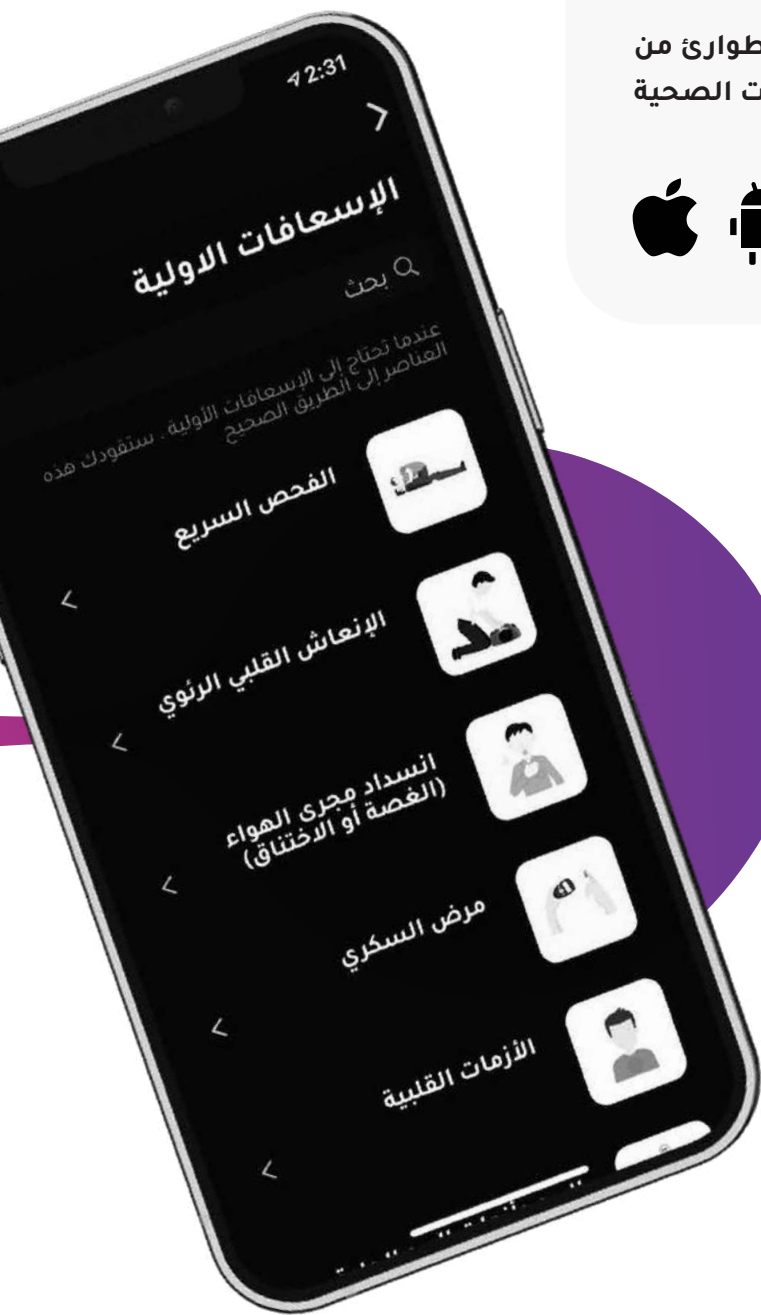 طوارئ من
ت الصحية
2:31
الإسعافات الاولية
بحث
عندما تحتاج إلى الإسعافات الأولية . ستقودك هذه
العناصر إلى الطريق الصحيح
الفحص السريع
الإنعاش القلبي الرئوي
انسداد مجرى الهواء
(الغصة أو الاختناق)
مرض السكري
الأزمات القلبية